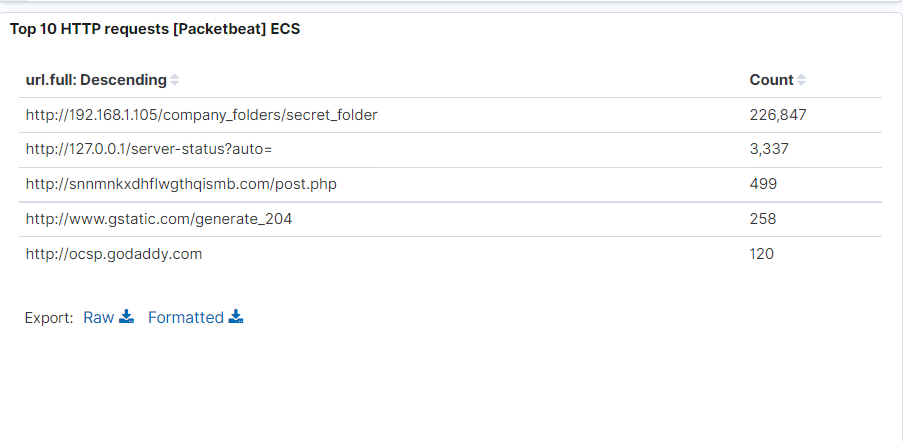 Top 10 HTTP requests [Packetbeat] ECS
url.full: Descending Count
http://192.168.1.105/company_folders/secret_folder 226,847
http://127.0.0.1/server-status?auto= 3,337
http://snnmnkxdhflwgthqismb.com/post.php 499
http://www.gstatic.com/generate_204 258
http://ocsp.godaddy.com 120
Export: Raw Formatted